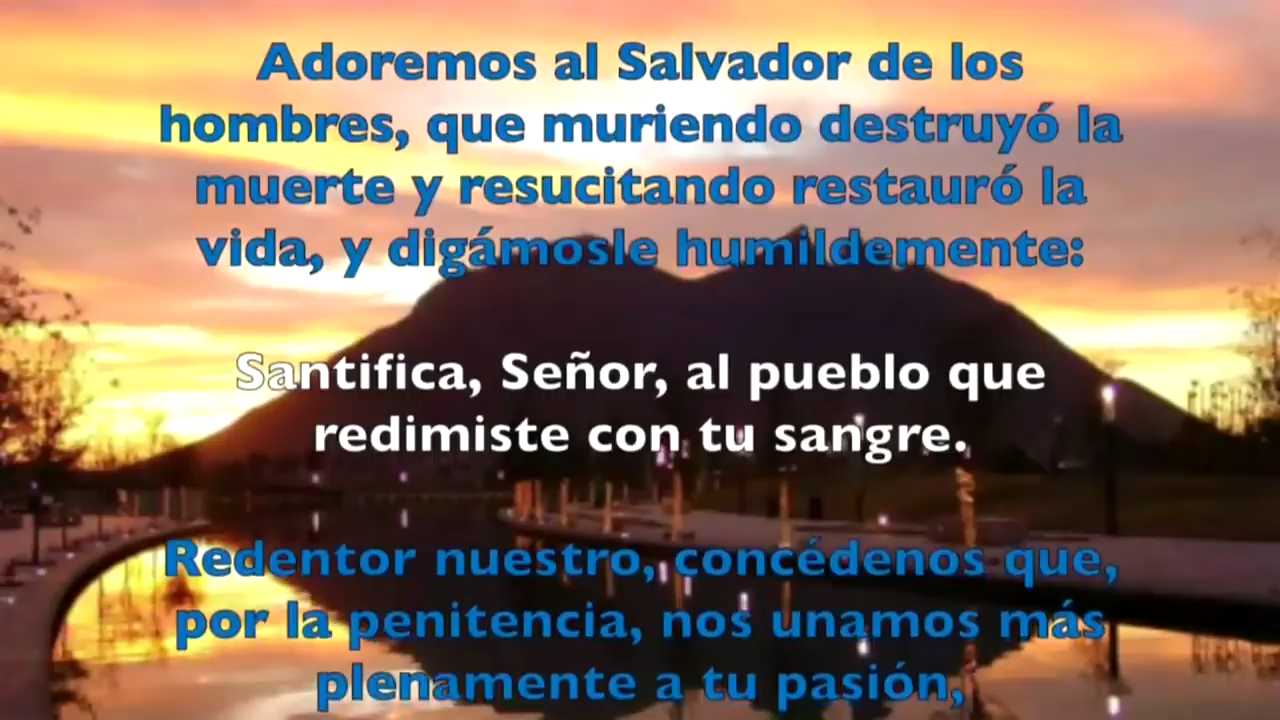 Adoremos al Salvador de los
hombres, que muriendo destruyó la
muerte y resucitando restauró la
vida, y digámosle humildemente:
Santifica, Señor, al pueblo que
redimiste con tu sangre.
Redentor nuestro, concédenos que,
por la penitencia, nos unamos más
plenamente a tu pasión,